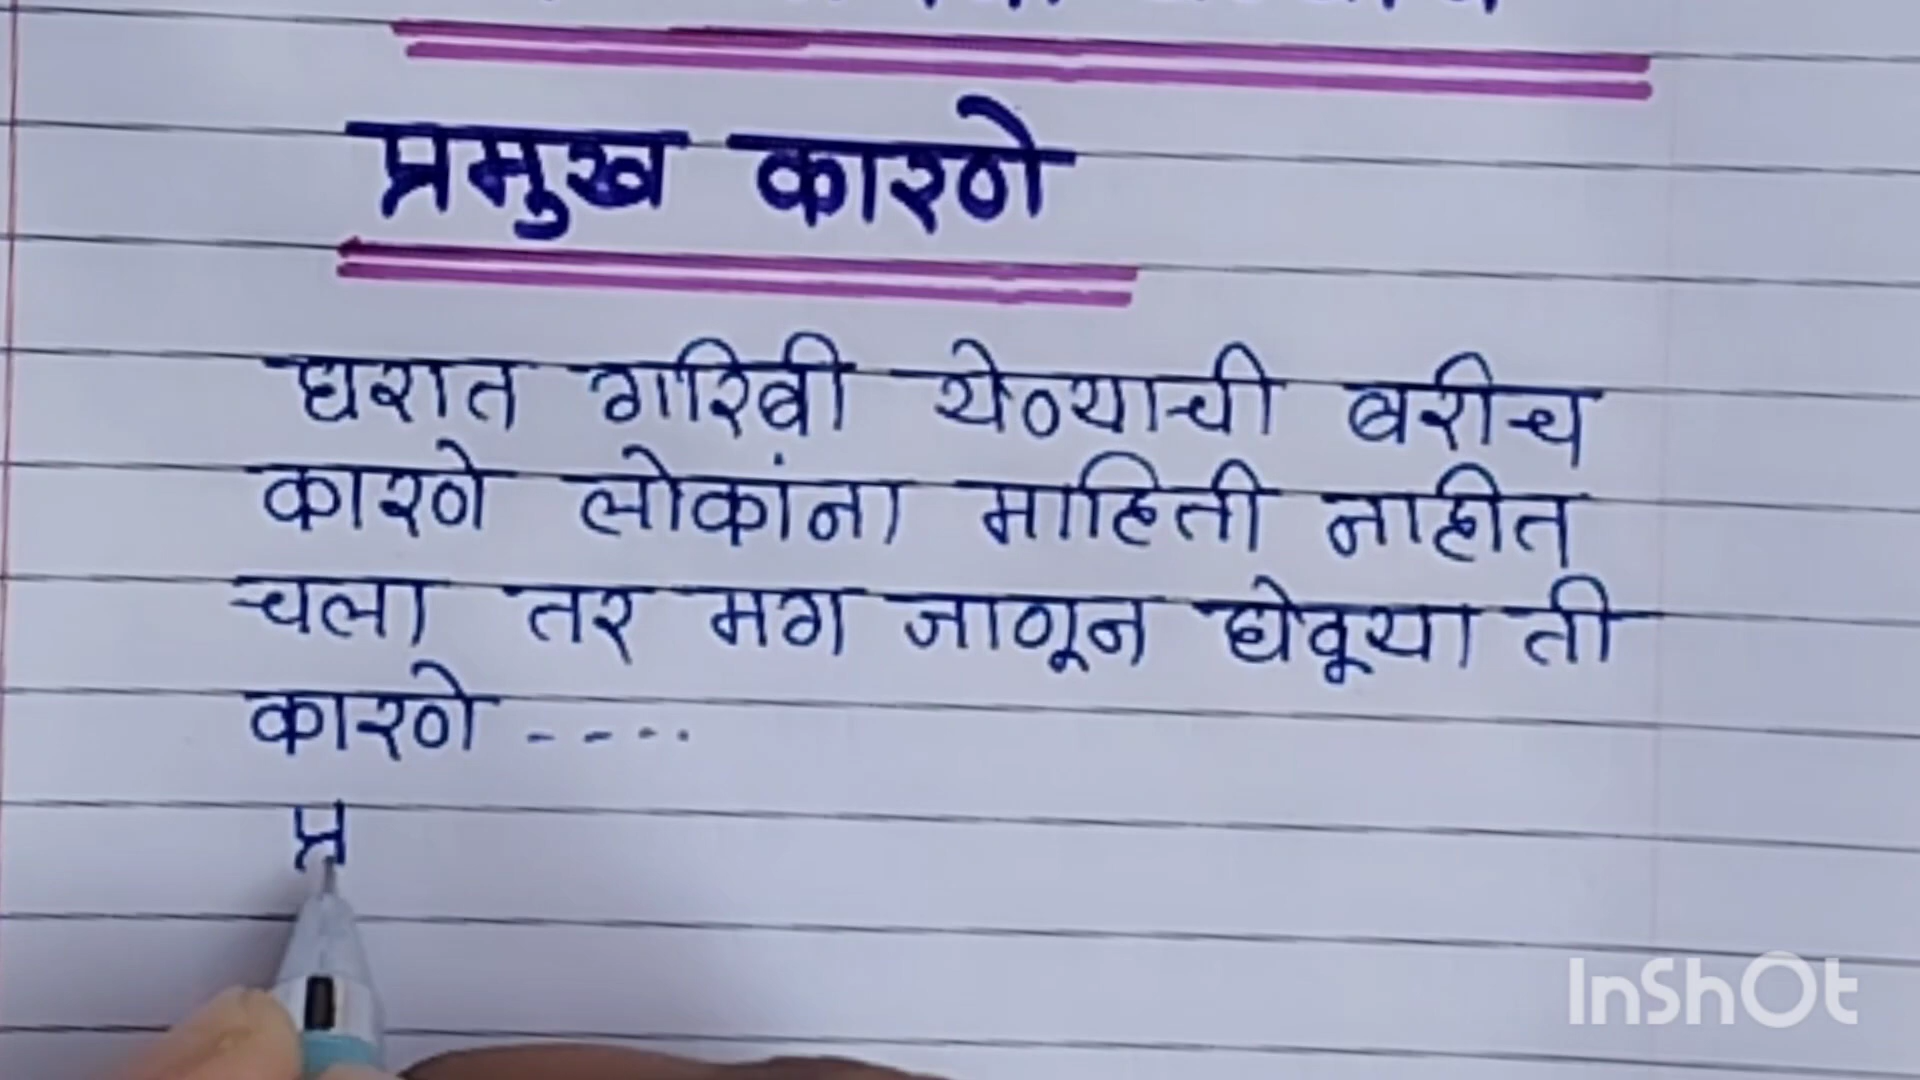 प्रमुख कारणे
घरात गरिबी येण्याची बरीच
कारणे लोकांना माहिती नाहीत
चला तर मग जाणून घेवूया ती
कारणे ----
प्र
InShOt